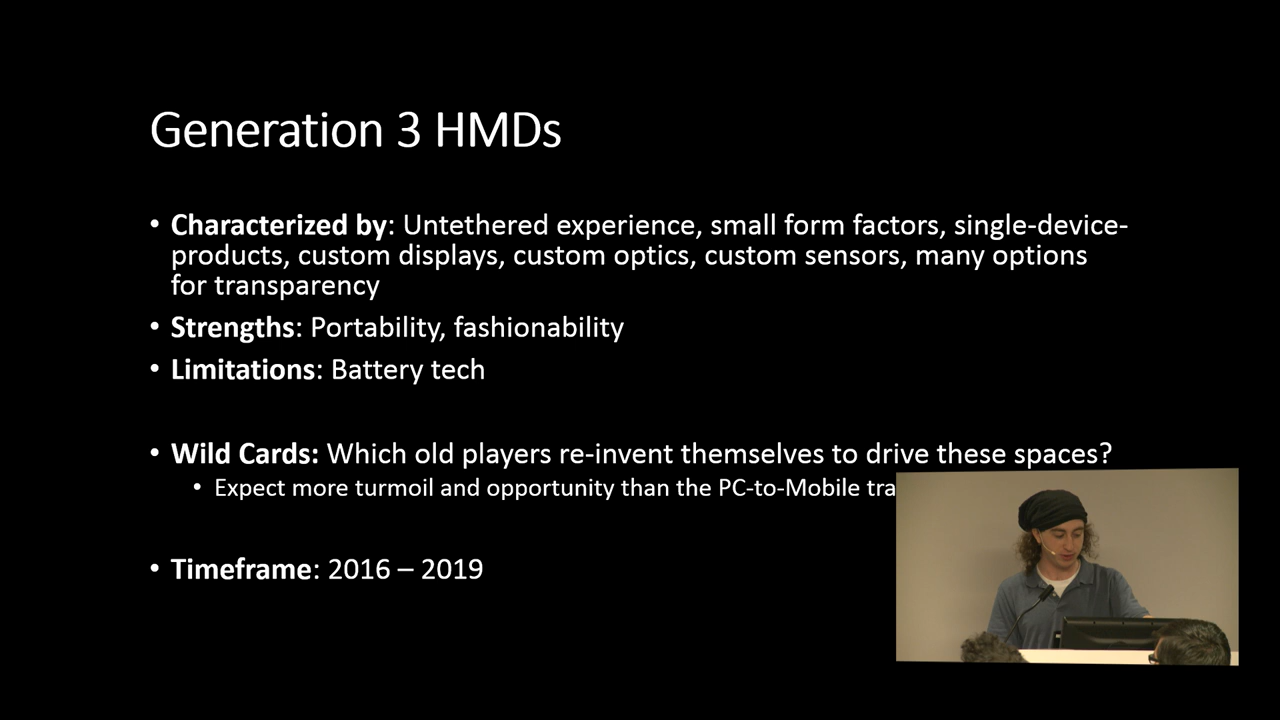 Generation 3 HMDs
• Characterized by: Untethered experience, small form factors, single-device-
products, custom displays, custom optics, custom sensors, many options
for transparency
• Strengths: Portability, fashionability
• Limitations: Battery tech
• Wild Cards: Which old players re-invent themselves to drive these spaces?
• Expect more turmoil and opportunity than the PC-to-Mobile
• Timeframe: 2016 – 2019